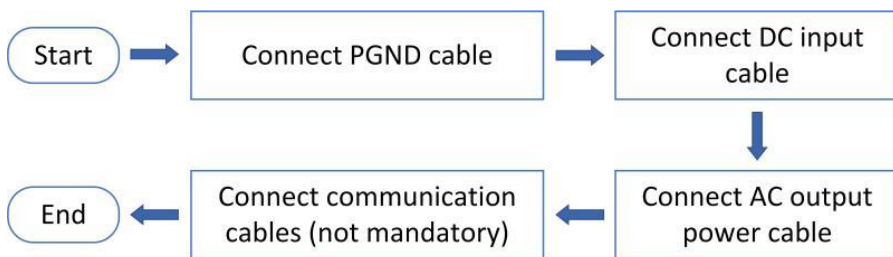 Start
Connect PGND cable
Connect DC input
cable
Connect AC output
power cable
Connect communication
cables (not mandatory)
End